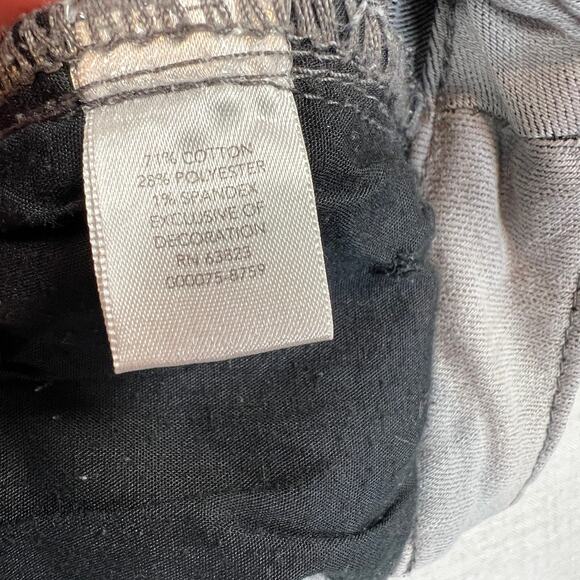 71% COTTON
28% POLYESTER
1% SPANDEX
EXCLUSIVE OF
DECORATION
RN 63823
000075-8759